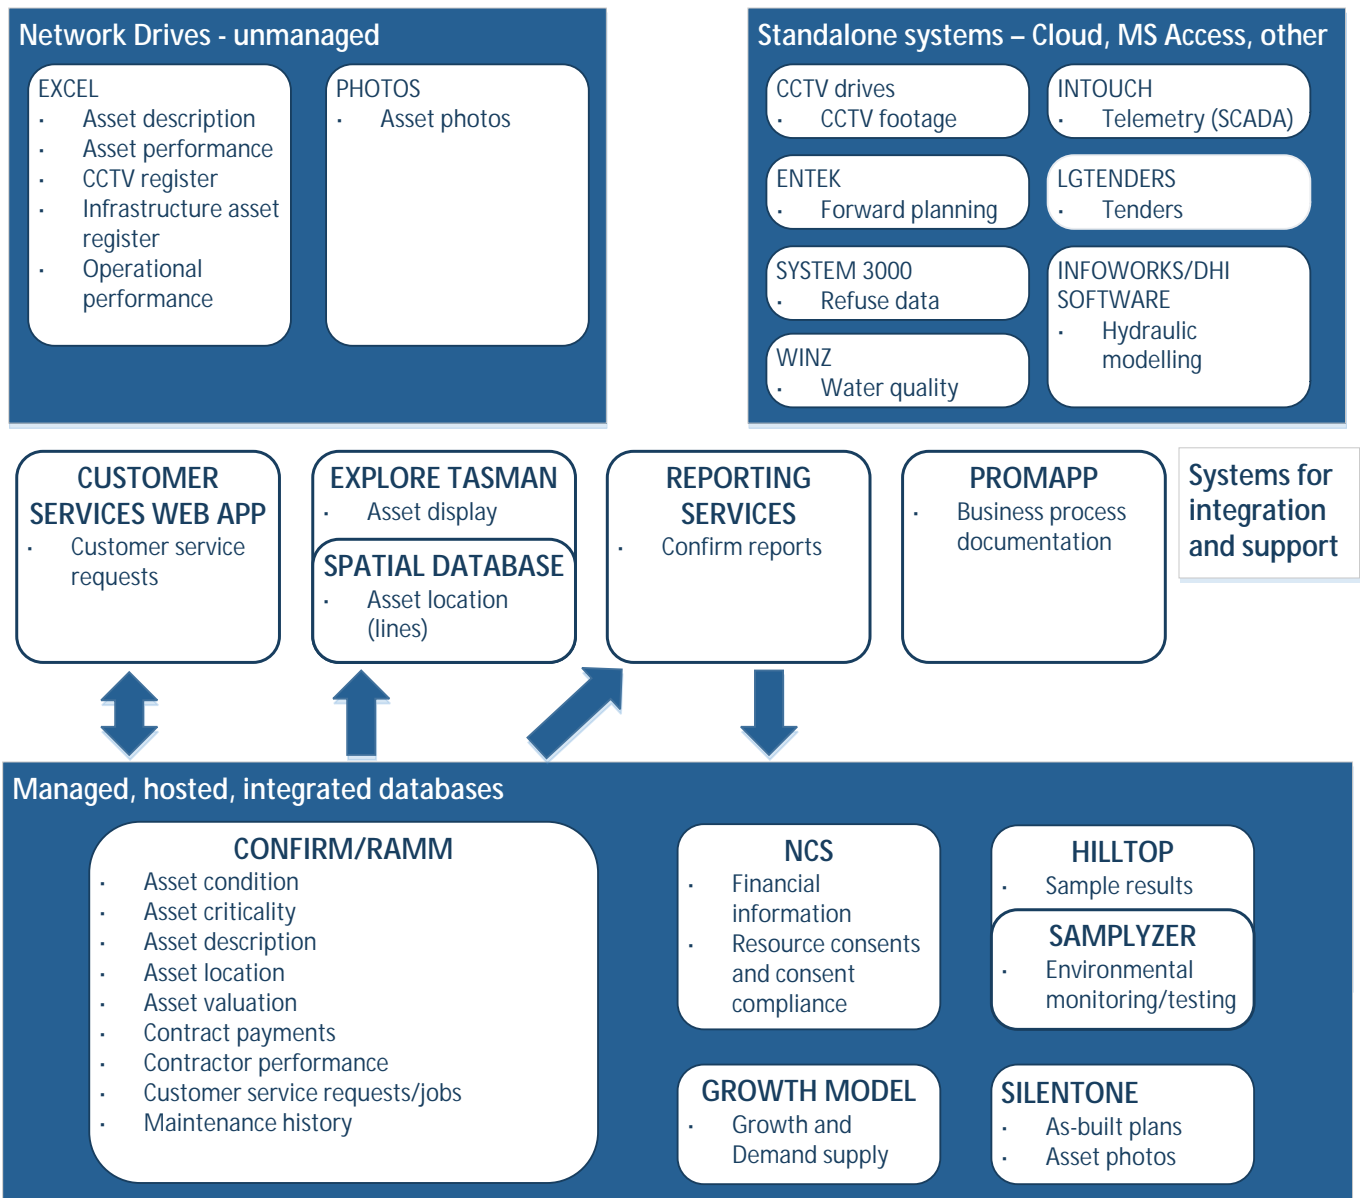 Network Drives - unmanaged
EXCEL
· Asset description
· Asset performance
· CCTV register
· Infrastructure asset
register
· Operational
performance
PHOTOS
· Asset photos
Standalone systems – Cloud, MS Access, other
CCTV drives
· CCTV footage
ENTEK
· Forward planning
SYSTEM 3000
· Refuse data
WINZ
· Water quality
INTOUCH
· Telemetry (SCADA)
LGTENDERS
· Tenders
INFOWORKS/DHI
SOFTWARE
· Hydraulic
modelling
CUSTOMER
SERVICES WEB APP
· Customer service
requests
EXPLORE TASMAN
· Asset display
SPATIAL DATABASE
· Asset location
(lines)
REPORTING
SERVICES
· Confirm reports
PROMAPP
· Business process
documentation
Systems for
integration
and support
Managed, hosted, integrated databases
CONFIRM/RAMM
· Asset condition
· Asset criticality
· Asset description
· Asset location
· Asset valuation
· Contract payments
· Contractor performance
· Customer service requests/jobs
· Maintenance history
NCS
· Financial
information
· Resource consents
and consent
compliance
HILLTOP
· Sample results
SAMPLYZER
· Environmental
monitoring/testing
GROWTH MODEL
· Growth and
Demand supply
SILENTONE
· As-built plans
· Asset photos